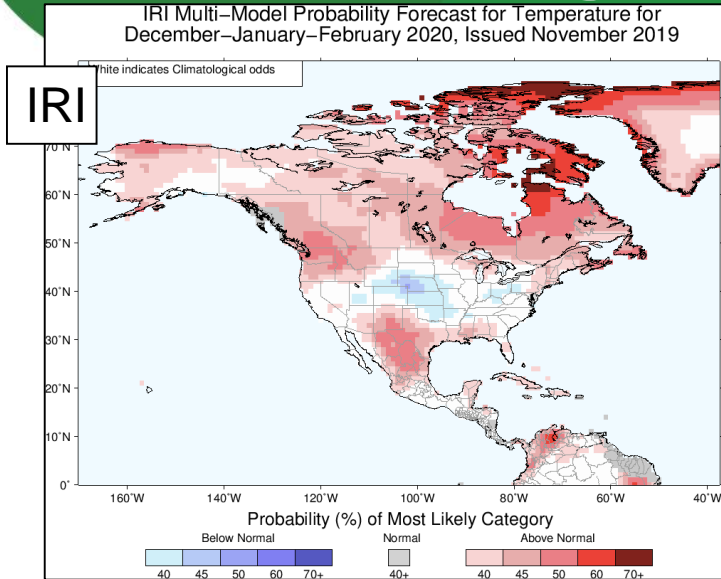 IRI Multi−Model Probability Forecast for Temperature for
December−January−February 2020, Issued November 2019
White indicates Climatological odds
IRI
70˚N
60˚N
50˚N
40˚N
30˚N
20˚N
10˚N
0˚
160˚W 140˚W 120˚W 100˚W 80˚W 60˚W 40˚W
Probability (%) of Most Likely Category
Below Normal Normal Above Normal
40 45 50 60 70+ 40+ 40 45 50 60 70+